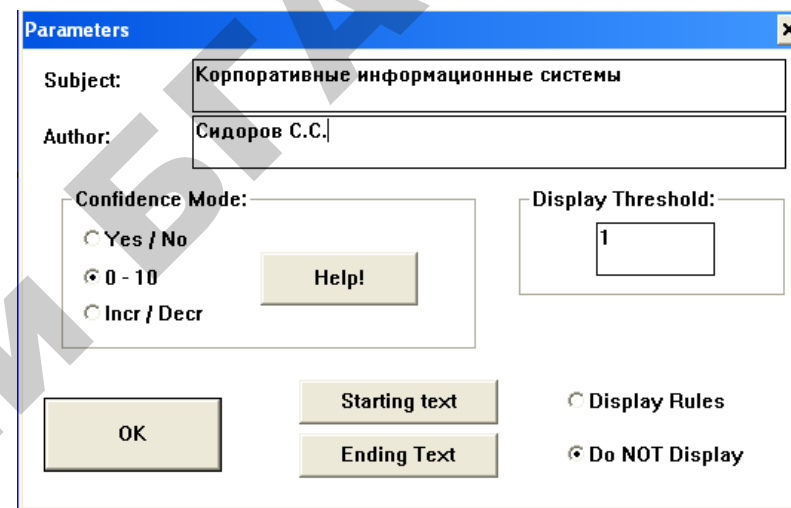 Parameters
Subject:
Корпоративные информационные системы
Author:
Сидоров С.С.
Confidence Mode:
Yes / No
0 - 10
Help!
Incr / Decr
Display Threshold:
1
OK
Starting text
Display Rules
Ending Text
Do NOT Display
И БГА